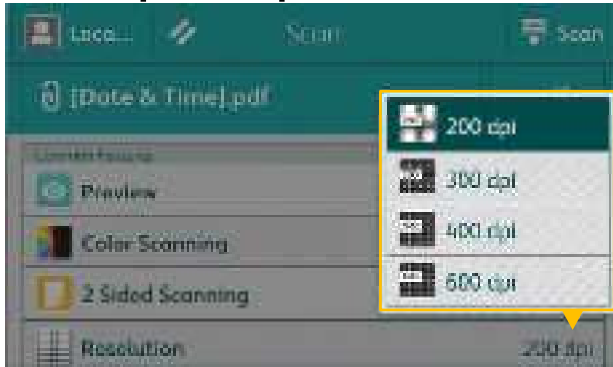 Loca... Scan Scan
[Date & Time].pdf
200 dpi
300 dpi
Preview
400 dpi
Color Scanning
600 dpi
2 Sided Scanning
Resolution 200 dpi